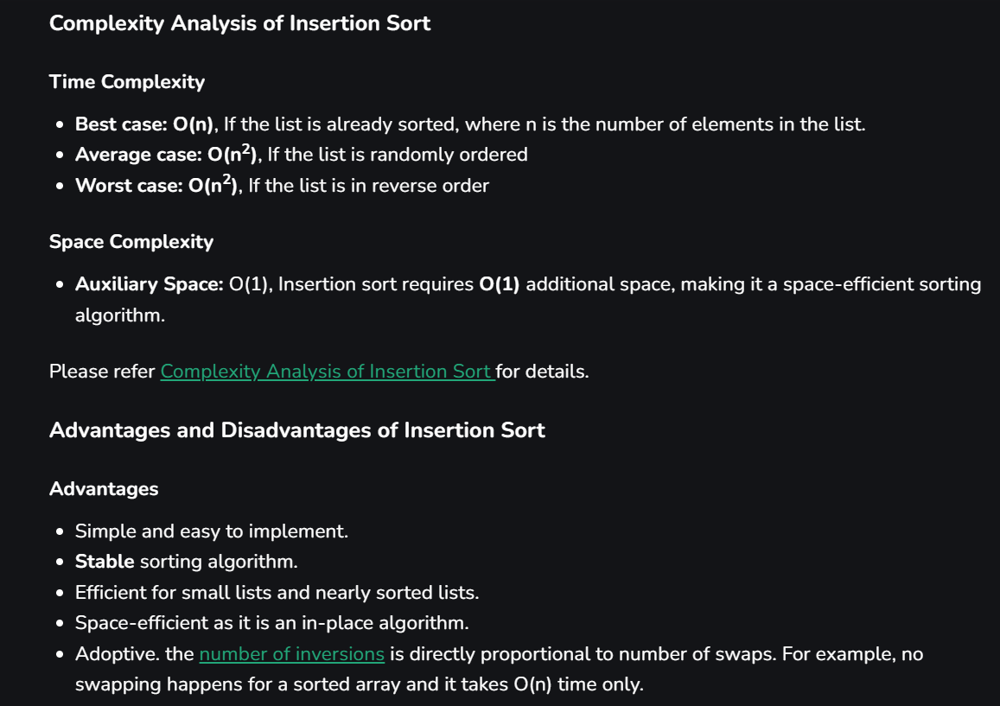 Complexity Analysis of Insertion Sort
Time Complexity
• Best case: O(n), If the list is already sorted, where n is the number of elements in the list.
• Average case: O(n²), If the list is randomly ordered
• Worst case: O(n²), If the list is in reverse order
Space Complexity
• Auxiliary Space: O(1), Insertion sort requires O(1) additional space, making it a space-efficient sorting
algorithm.
Please refer Complexity Analysis of Insertion Sort for details.
Advantages and Disadvantages of Insertion Sort
Advantages
• Simple and easy to implement.
• Stable sorting algorithm.
• Efficient for small lists and nearly sorted lists.
• Space-efficient as it is an in-place algorithm.
• Adoptive. the number of inversions is directly proportional to number of swaps. For example, no
swapping happens for a sorted array and it takes O(n) time only.